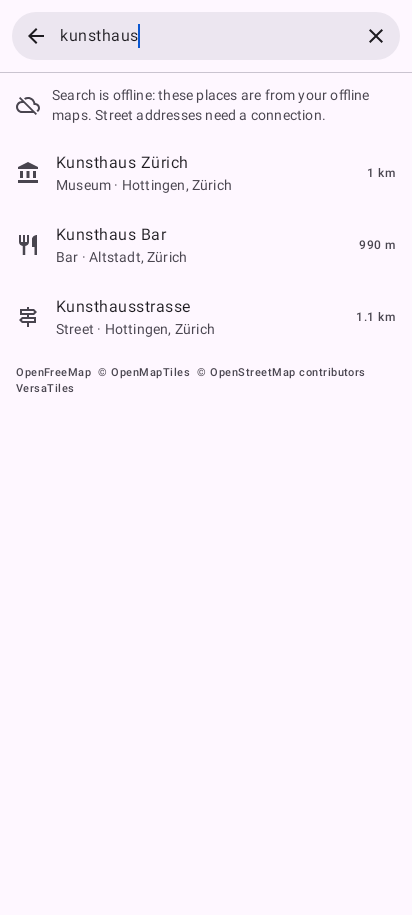 kunsthaus
Search is offline: these places are from your offline
maps. Street addresses need a connection.
Kunsthaus Zürich
Museum · Hottingen, Zürich
1 km
Kunsthaus Bar
Bar · Altstadt, Zürich
990 m
Kunsthausstrasse
Street · Hottingen, Zürich
1.1 km
OpenFreeMap © OpenMapTiles © OpenStreetMap contributors
VersaTiles